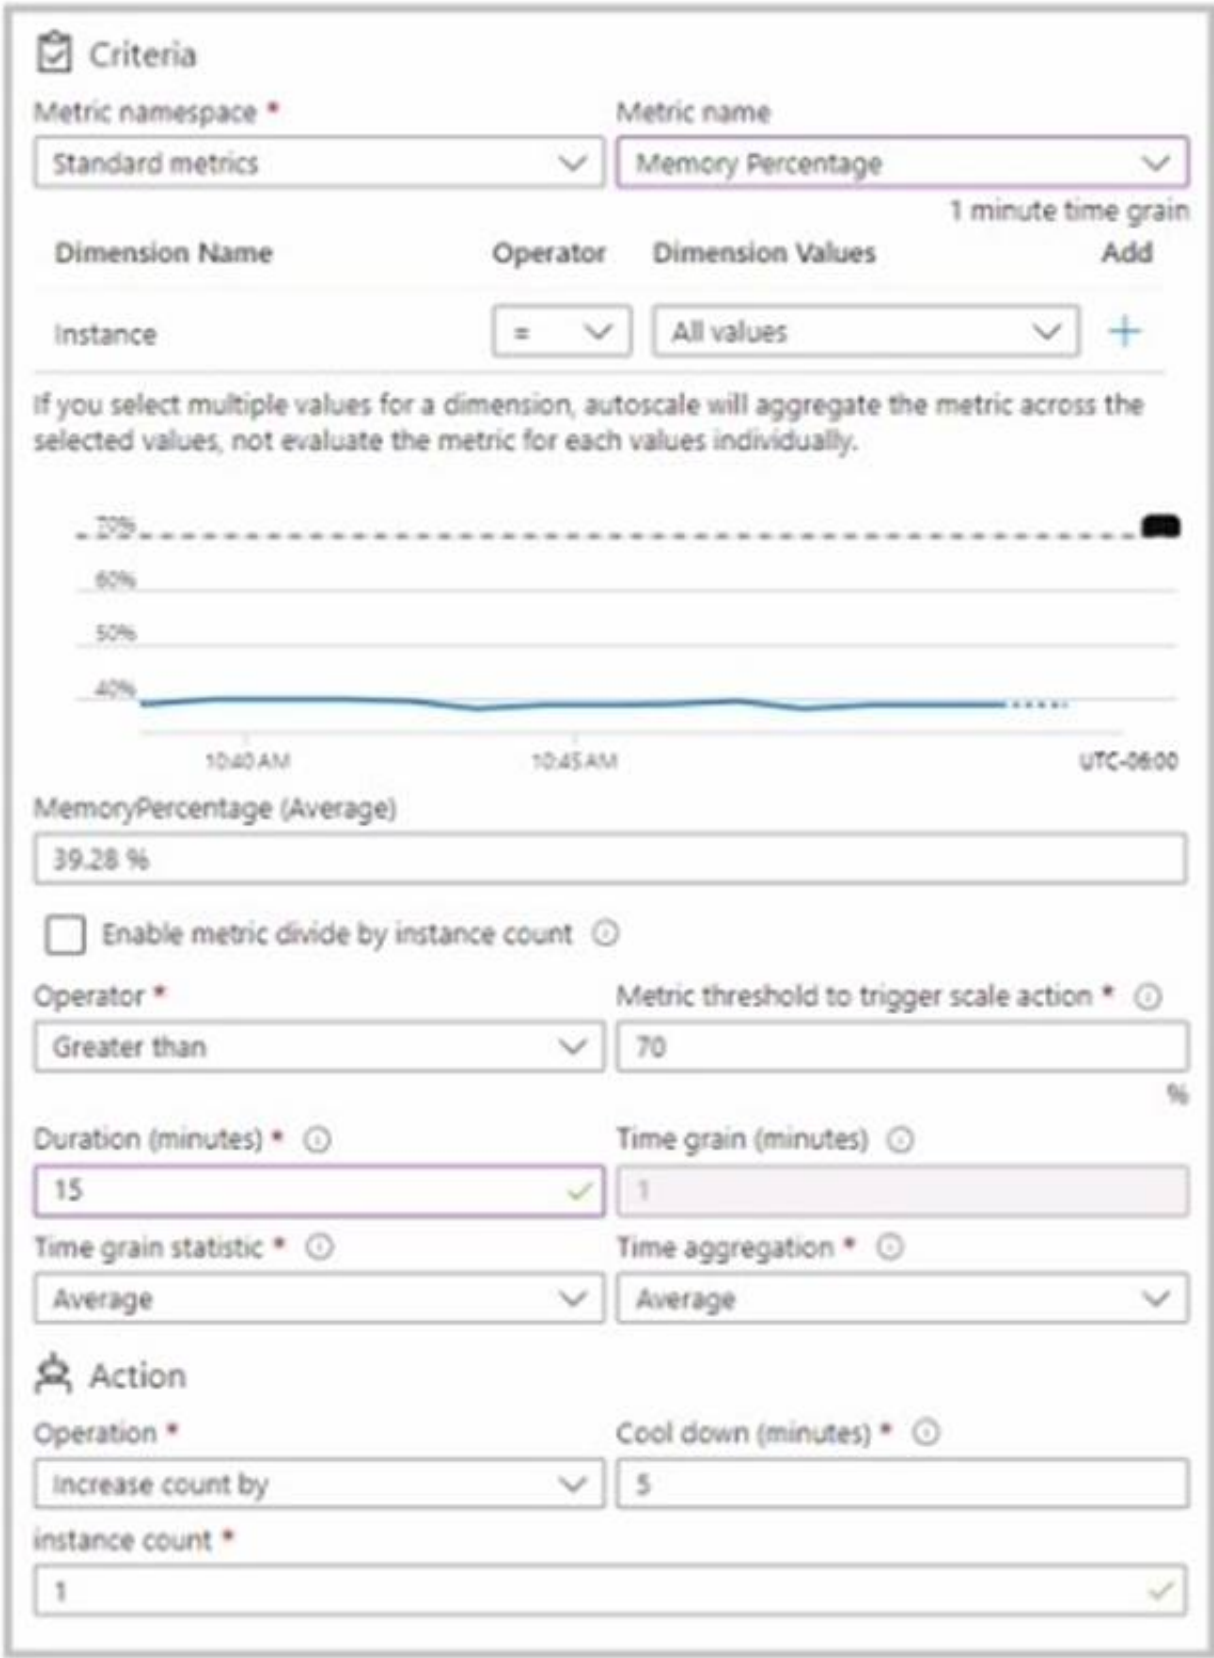 Criteria
Metric namespace * Metric name
Standard metrics Memory Percentage
1 minute time grain
Dimension Name Operator Dimension Values Add
Instance = All values +
If you select multiple values for a dimension, autoscale will aggregate the metric across the
selected values, not evaluate the metric for each values individually.
70%
60%
50%
40%
10:40 AM 10:45 AM UTC-06:00
MemoryPercentage (Average)
39.28 %
Enable metric divide by instance count
Operator * Metric threshold to trigger scale action *
Greater than 70
%
Duration (minutes) * Time grain (minutes)
15 1
Time grain statistic * Time aggregation *
Average Average
Action
Operation * Cool down (minutes) *
Increase count by 5
instance count *
1